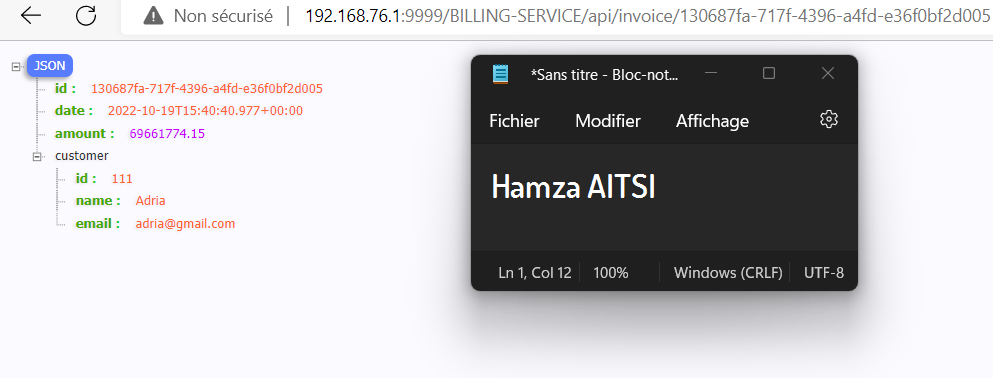 Non sécurisé | 192.168.76.1:9999/BILLING-SERVICE/api/invoice/130687fa-717f-4396-a4fd-e36f0bf2d005
JSON
id : 130687fa-717f-4396-a4fd-e36f0bf2d005
date : 2022-10-19T15:40:40.977+00:00
amount : 69661774.15
customer
id : 111
name : Adria
email : adria@gmail.com
*Sans titre - Bloc-not...
Fichier Modifier Affichage
Hamza AITSI
Ln 1, Col 12 100% Windows (CRLF) UTF-8